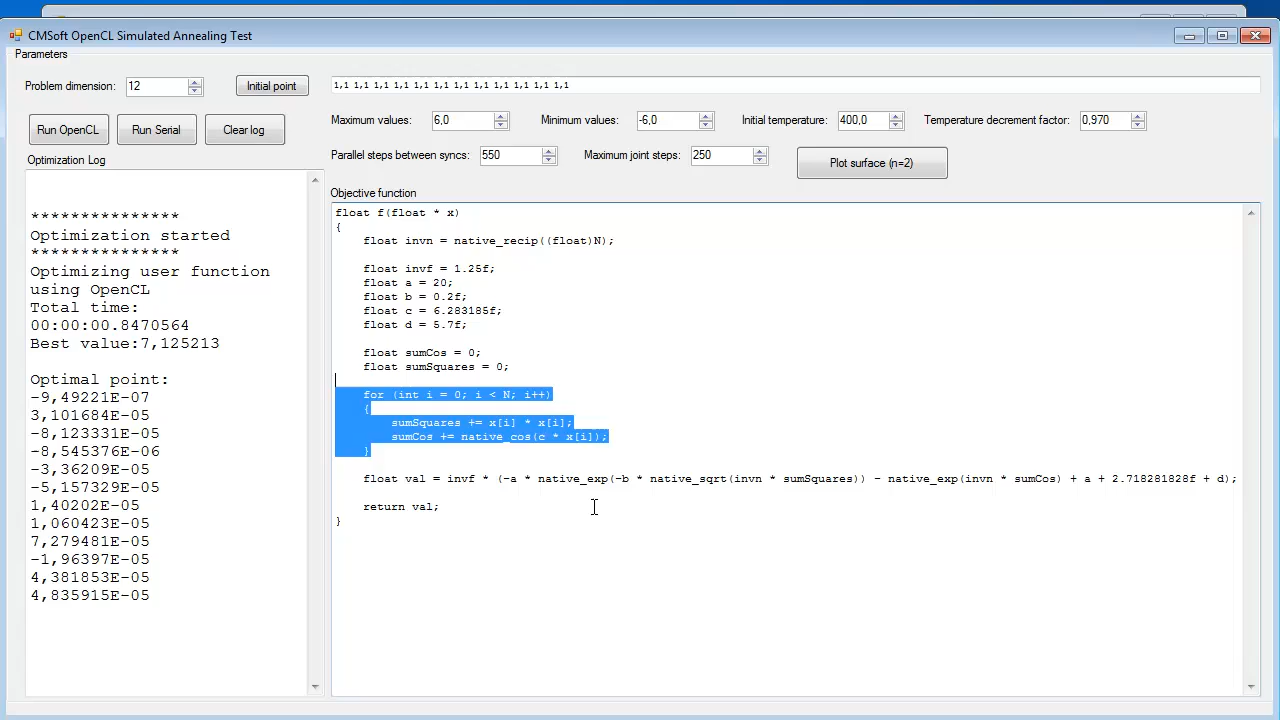 CMSoft OpenCL Simulated Annealing Test
Parameters
Problem dimension: 12 Initial point 1,1 1,1 1,1 1,1 1,1 1,1 1,1 1,1 1,1 1,1 1,1 1,1
Run OpenCL Run Serial Clear log
Maximum values: 6,0 Minimum values: -6,0 Initial temperature: 400,0 Temperature decrement factor: 0,970
Parallel steps between syncs: 550 Maximum joint steps: 250 Plot surface (n=2)
Optimization Log
***************
Optimization started
***************
Optimizing user function
using OpenCL
Total time:
00:00:00.8470564
Best value:7,125213
Optimal point:
-9,49221E-07
3,101684E-05
-8,123331E-05
-8,545376E-06
-3,36209E-05
-5,157329E-05
1,40202E-05
1,060423E-05
7,279481E-05
-1,96397E-05
4,381853E-05
4,835915E-05
Objective function
float f(float * x)
{
float invn = native_recip((float)N);
float invf = 1.25f;
float a = 20;
float b = 0.2f;
float c = 6.283185f;
float d = 5.7f;
float sumCos = 0;
float sumSquares = 0;
for (int i = 0; i < N; i++)
{
sumSquares += x[i] * x[i];
sumCos += native_cos(c * x[i]);
}
float val = invf * (-a * native_exp(-b * native_sqrt(invn * sumSquares)) - native_exp(invn * sumCos) + a + 2.718281828f + d);
return val;
}